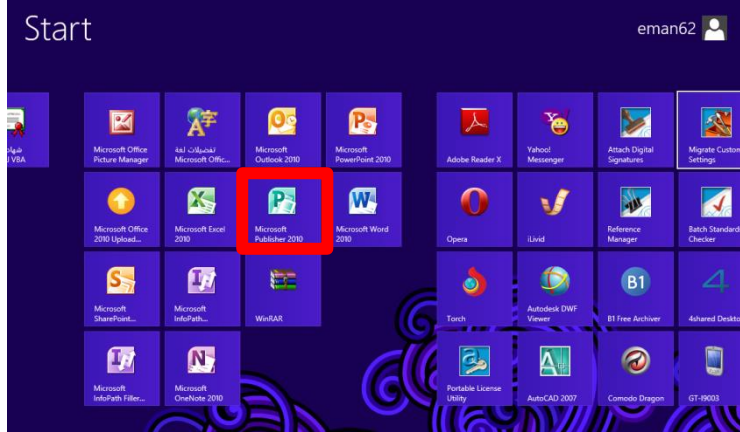 Start
eman62
شهاد
l VBA
Microsoft Office
Picture Manager
تفضيلات لغة
Microsoft Offic...
Microsoft
Outlook 2010
Microsoft
PowerPoint 2010
Adobe Reader X
Yahoo!
Messenger
Attach Digital
Signatures
Migrate Custom
Settings
Microsoft Office
2010 Upload...
Microsoft Excel
2010
Microsoft
Publisher 2010
Microsoft Word
2010
Opera
iLivid
Reference
Manager
Batch Standard
Checker
Microsoft
SharePoint...
Microsoft
InfoPath...
WinRAR
Torch
Autodesk DWF
Viewer
B1
B1 Free Archiver
4
4shared Deskto
Microsoft
InfoPath Filler...
Microsoft
OneNote 2010
Portable License
Utility
AutoCAD 2007
Comodo Dragon
GT-I9003